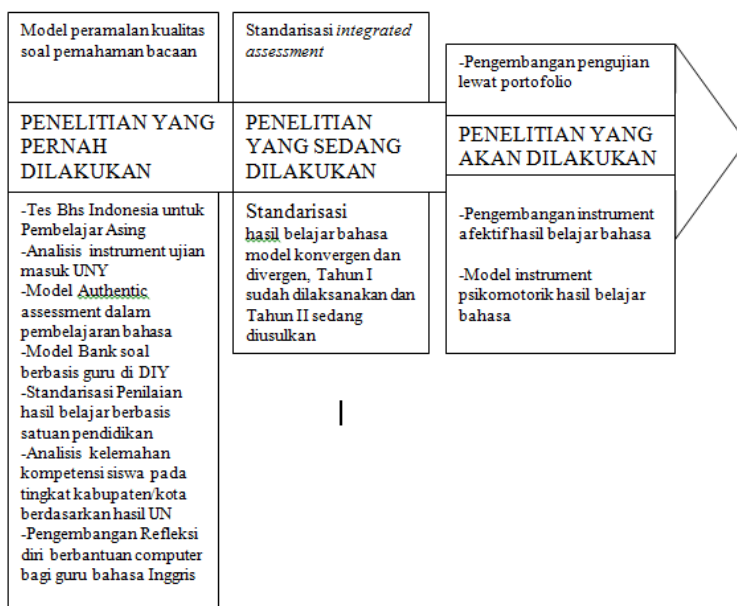 Model peramalan kualitas
soal pemahaman bacaan
PENELITIAN YANG
PERNAH
DILAKUKAN
-Tes Bhs Indonesia untuk
Pembelajar Asing
-Analisis instrument ujian
masuk UNY
-Model Authentic
assessment dalam
pembelajaran bahasa
-Model Bank soal
berbasis guru di DIY
-Standarisasi Penilaian
hasil belajar berbasis
satuan pendidikan
-Analisis kelemahan
kompetensi siswa pada
tingkat kabupaten/kota
berdasarkan hasil UN
-Pengembangan Refleksi
diri berbantuan computer
bagi guru bahasa Inggris
Standarisasi integrated
assessment
PENELITIAN
YANG SEDANG
DILAKUKAN
Standarisasi
hasil belajar bahasa
model konvergen dan
divergen, Tahun I
sudah dilaksanakan dan
Tahun II sedang
diusulkan
-Pengembangan pengujian
lewat portofolio
PENELITIAN YANG
AKAN DILAKUKAN
-Pengembangan instrument
afektif hasil belajar bahasa
-Model instrument
psikomotorik hasil belajar
bahasa